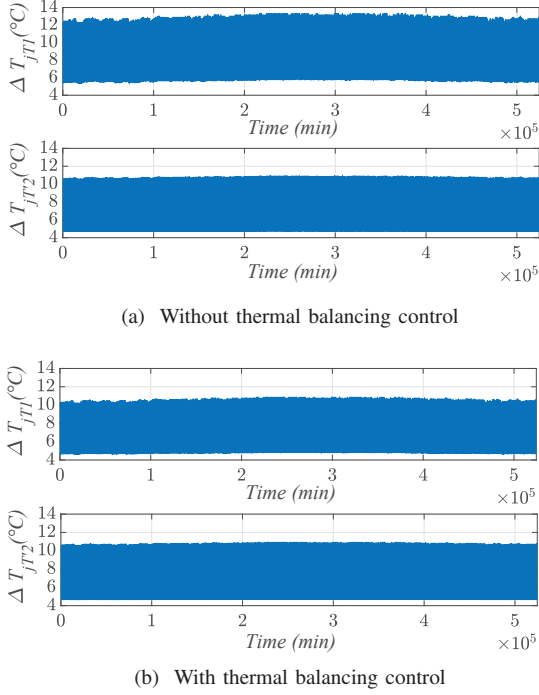 14
12
10
8
6
4
Δ T_jT1(°C)
0 1 2 3 4 5
Time (min)
×10^5
14
12
10
8
6
4
Δ T_jT2(°C)
0 1 2 3 4 5
Time (min)
×10^5
(a) Without thermal balancing control
14
12
10
8
6
4
Δ T_jT1(°C)
0 1 2 3 4 5
Time (min)
×10^5
14
12
10
8
6
4
Δ T_jT2(°C)
0 1 2 3 4 5
Time (min)
×10^5
(b) With thermal balancing control